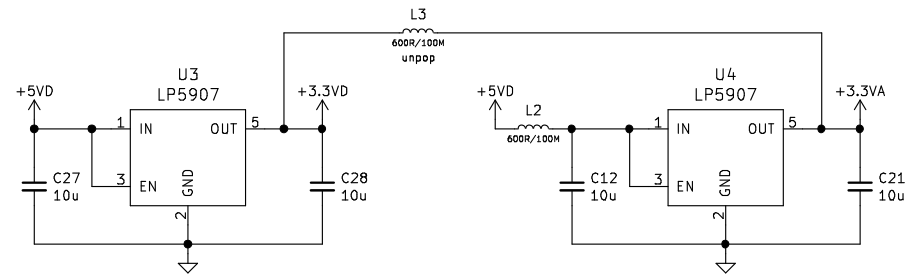 L3
600R/100M
unpop
U3
LP5907
U4
LP5907
+5VD
+3.3VD
+5VD
L2
600R/100M
+3.3VA
1
IN
OUT
5
3
EN
GND
2
C27
10u
C28
10u
1
IN
OUT
5
3
EN
GND
2
C12
10u
C21
10u